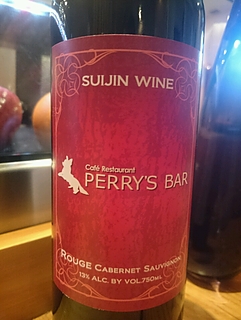 SUIJIN WINE
Café Restaurant
PERRY'S BAR
ROUGE CABERNET SAUVIGNON
13% ALC. BY VOL.750ML